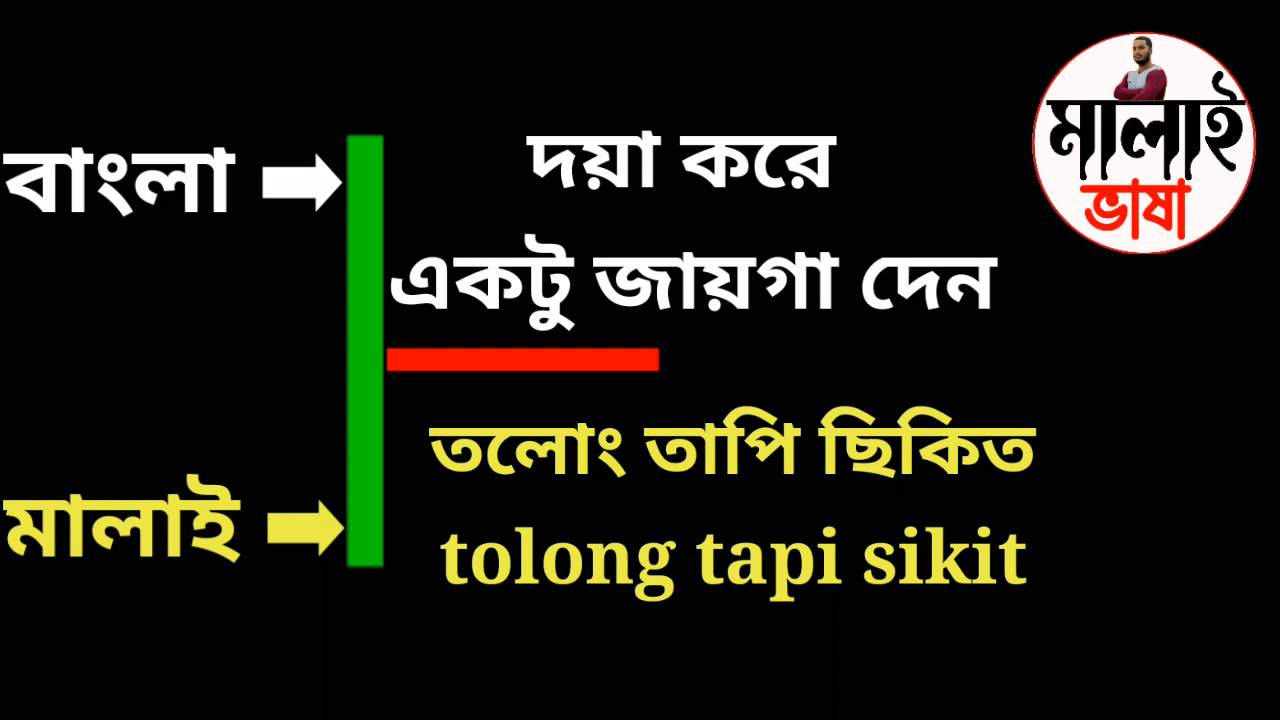 বাংলা
দয়া করে
একটু জায়গা দেন
মালাই
তলোং তাপি ছিকিত
tolong tapi sikit
মালাই
ভাষা